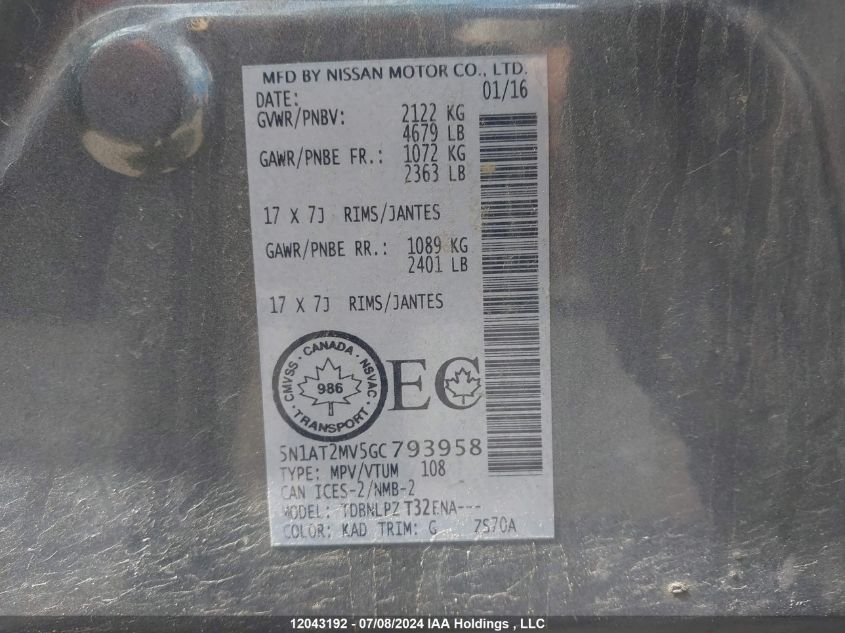 MFD BY NISSAN MOTOR CO., LTD.
DATE: 01/16
GVWR/PNBV: 2122 KG
4679 LB
GAWR/PNBE FR.: 1072 KG
2363 LB
17 X 7J RIMS/JANTES
GAWR/PNBE RR.: 1089 KG
2401 LB
17 X 7J RIMS/JANTES
CMVSS · CANADA · NSVAC · TRANSPORT ·
986
EC
5N1AT2MV5GC793958
TYPE: MPV/VTUM 108
CAN ICES-2/NMB-2
MODEL: TDBNLPZ T32ENA---
COLOR: KAD TRIM: G 7S70A
12043192 - 07/08/2024 IAA Holdings , LLC